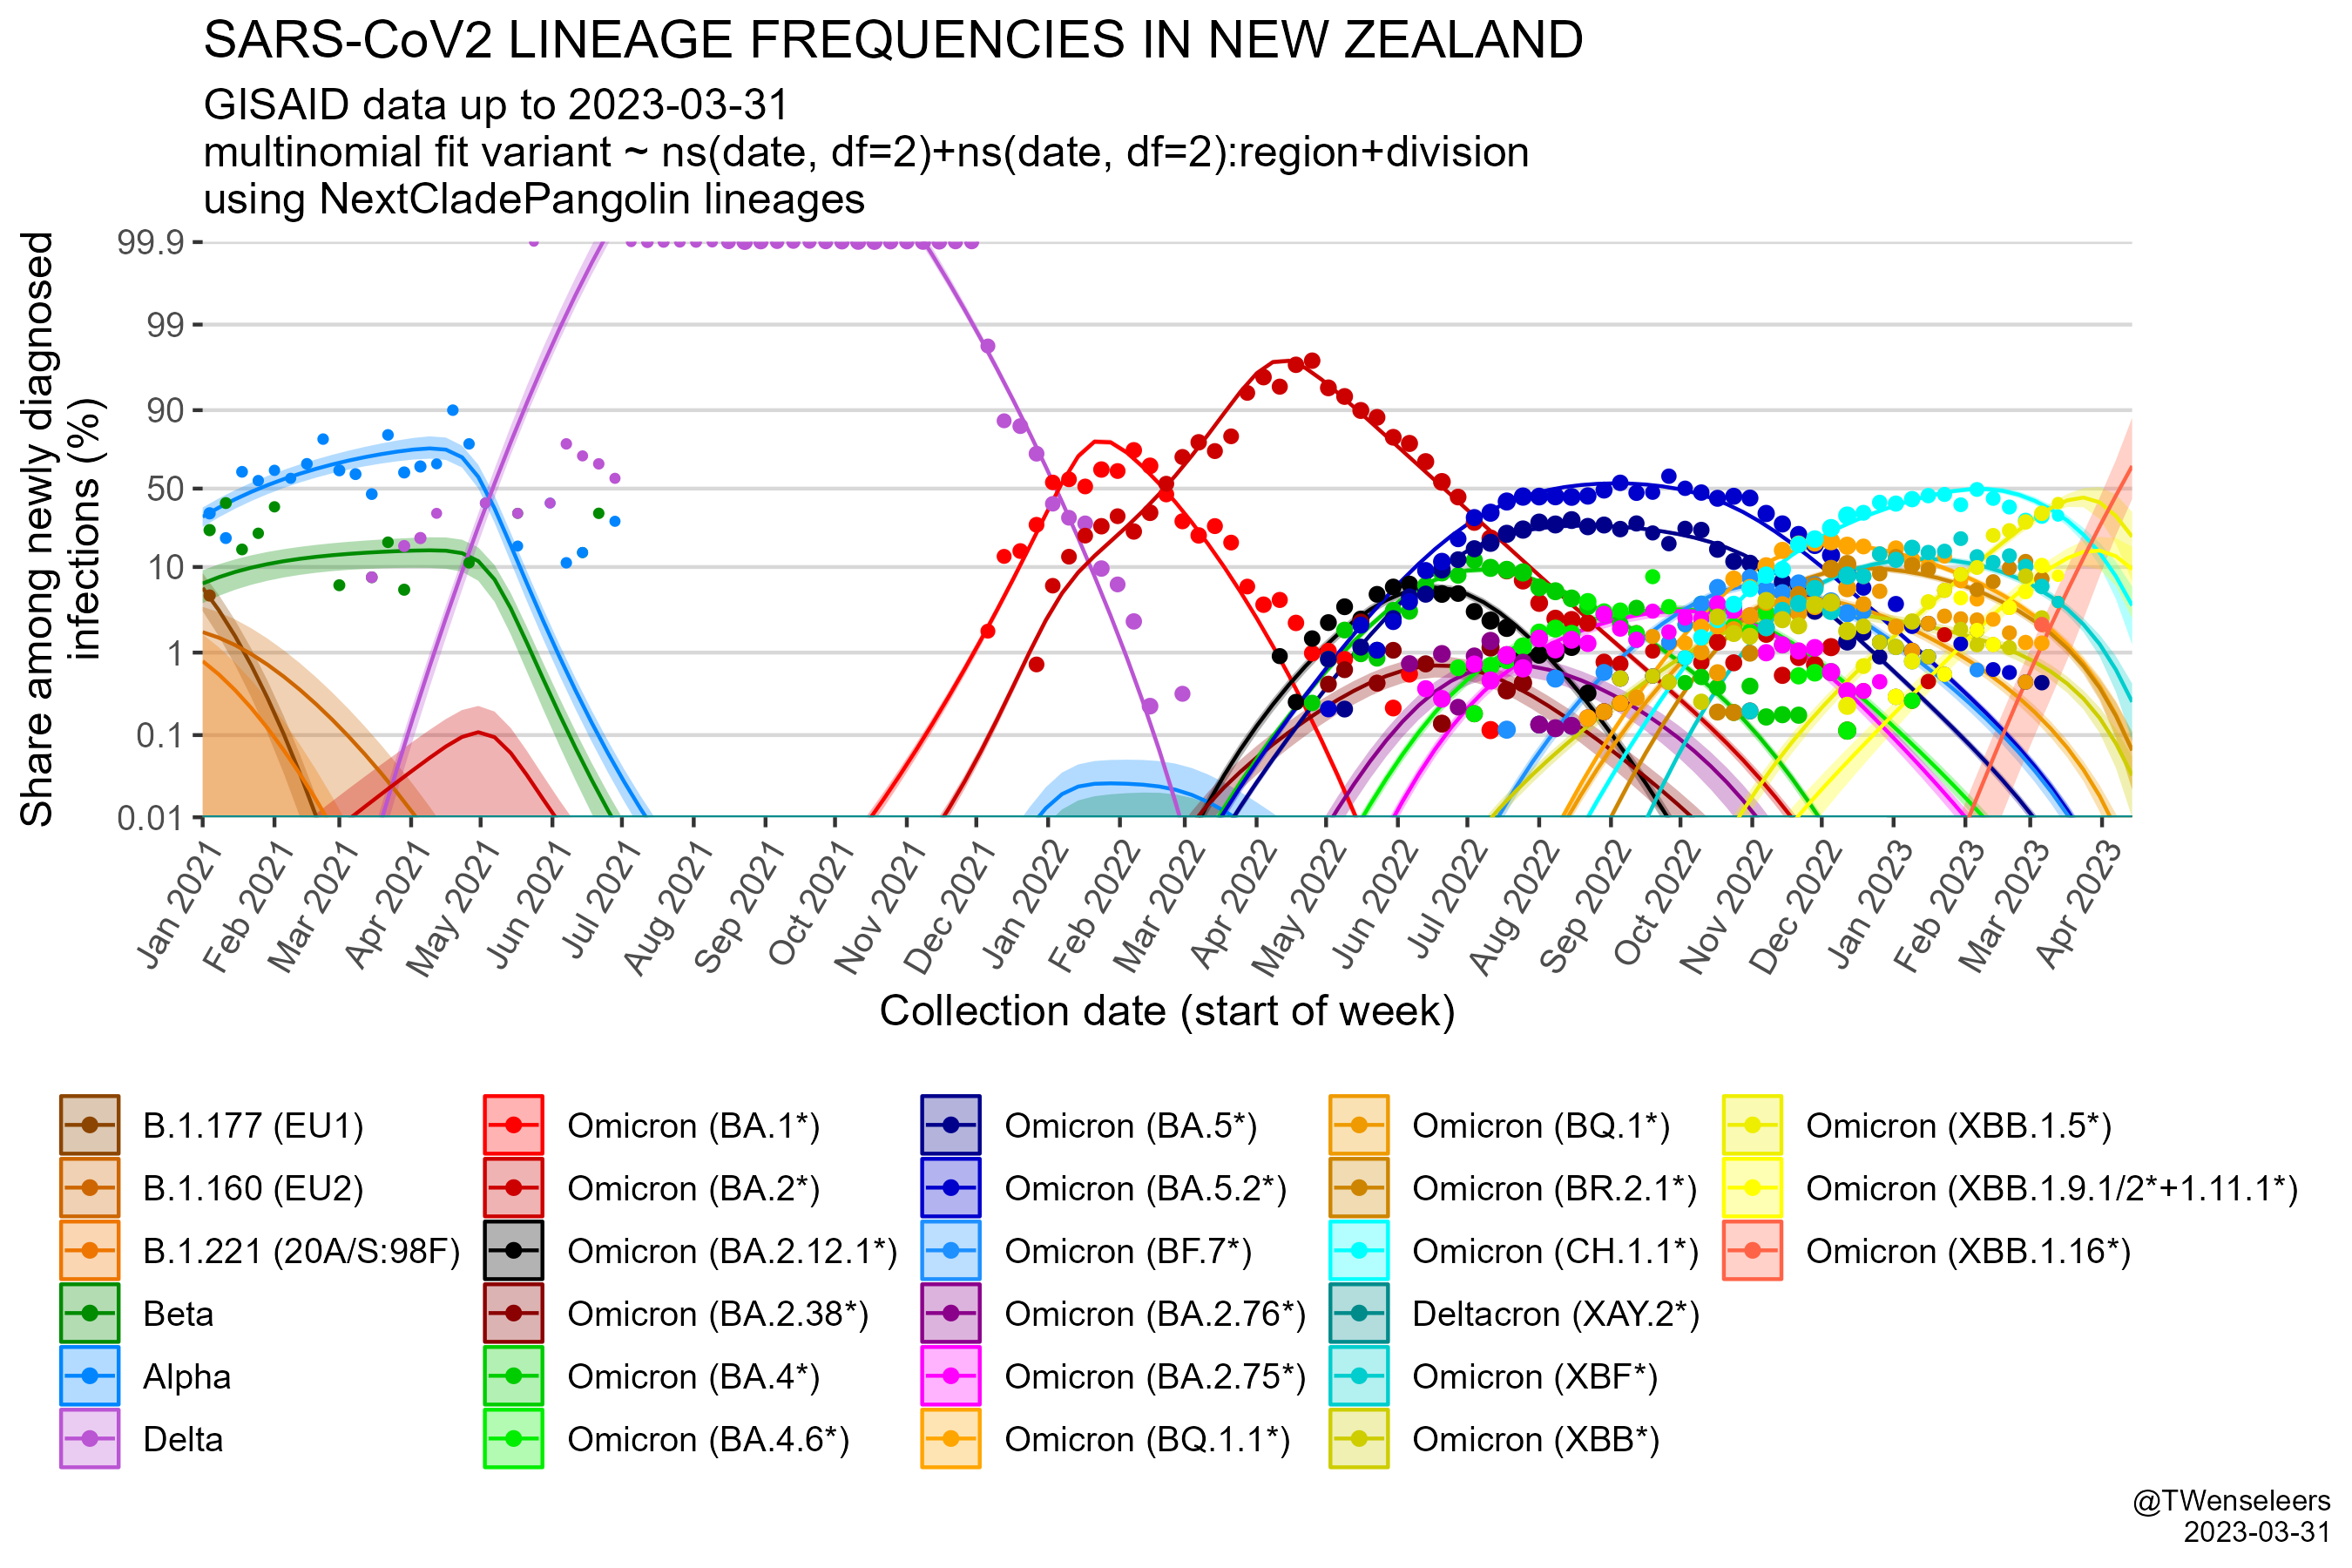 SARS-CoV2 LINEAGE FREQUENCIES IN NEW ZEALAND
GISAID data up to 2023-03-31
multinomial fit variant ~ ns(date, df=2)+ns(date, df=2):region+division
using NextCladePangolin lineages
Share among newly diagnosed
infections (%)
99.9
99
90
50
10
1
0.1
0.01
Jan 2021
Feb 2021
Mar 2021
Apr 2021
May 2021
Jun 2021
Jul 2021
Aug 2021
Sep 2021
Oct 2021
Nov 2021
Dec 2021
Jan 2022
Feb 2022
Mar 2022
Apr 2022
May 2022
Jun 2022
Jul 2022
Aug 2022
Sep 2022
Oct 2022
Nov 2022
Dec 2022
Jan 2023
Feb 2023
Mar 2023
Apr 2023
Collection date (start of week)
B.1.177 (EU1)
B.1.160 (EU2)
B.1.221 (20A/S:98F)
Beta
Alpha
Delta
Omicron (BA.1*)
Omicron (BA.2*)
Omicron (BA.2.12.1*)
Omicron (BA.2.38*)
Omicron (BA.4*)
Omicron (BA.4.6*)
Omicron (BA.5*)
Omicron (BA.5.2*)
Omicron (BF.7*)
Omicron (BA.2.76*)
Omicron (BA.2.75*)
Omicron (BQ.1.1*)
Omicron (BQ.1*)
Omicron (BR.2.1*)
Omicron (CH.1.1*)
Deltacron (XAY.2*)
Omicron (XBF*)
Omicron (XBB*)
Omicron (XBB.1.5*)
Omicron (XBB.1.9.1/2*+1.11.1*)
Omicron (XBB.1.16*)
@TWenseleers
2023-03-31